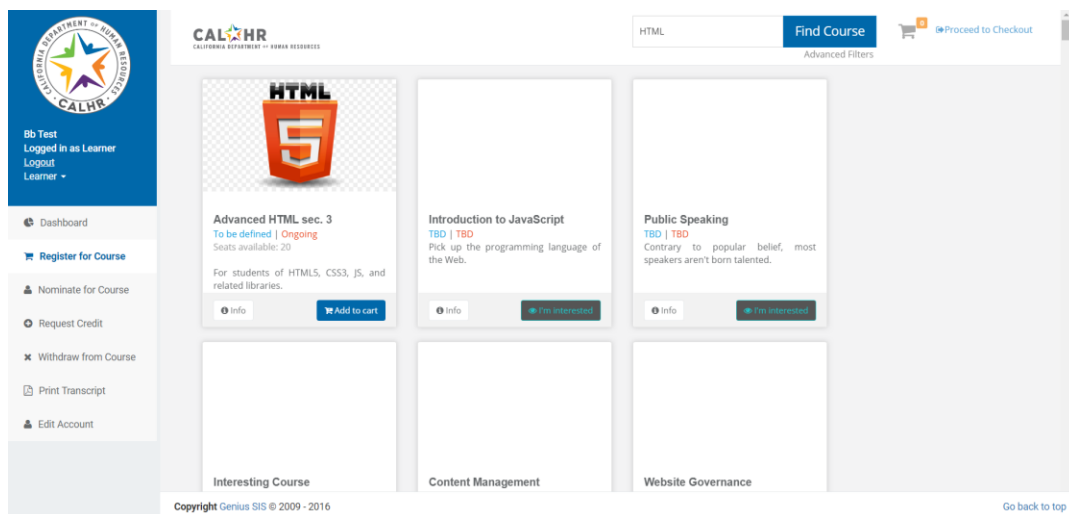 CALIFORNIA DEPARTMENT OF HUMAN RESOURCES
CALHR
Bb Test
Logged in as Learner
Logout
Learner
Dashboard
Register for Course
Nominate for Course
Request Credit
Withdraw from Course
Print Transcript
Edit Account
CALHR
CALIFORNIA DEPARTMENT OF HUMAN RESOURCES
HTML
Find Course
Advanced Filters
0
Proceed to Checkout
HTML
5
Advanced HTML sec. 3
To be defined | Ongoing
Seats available: 20
For students of HTML5, CSS3, JS, and
related libraries.
Info
Add to cart
Introduction to JavaScript
TBD | TBD
Pick up the programming language of
the Web.
Info
I'm interested
Public Speaking
TBD | TBD
Contrary to popular belief, most
speakers aren't born talented.
Info
I'm interested
Interesting Course
Content Management
Website Governance
Copyright Genius SIS © 2009 - 2016
Go back to top